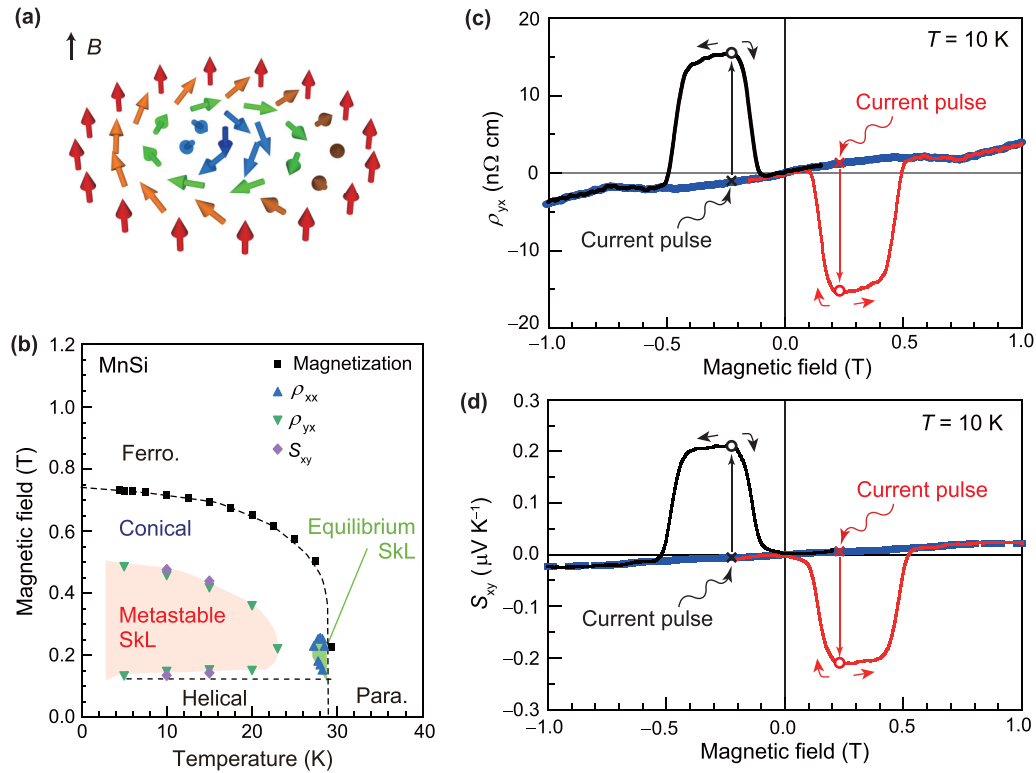 (a)
B
(b)
MnSi
Magnetization
ρxx
ρyx
Sxy
Ferro.
Conical
Equilibrium
SkL
Metastable
SkL
Helical
Para.
Magnetic field (T)
0.0
0.2
0.4
0.6
0.8
1.0
1.2
0
10
20
30
40
Temperature (K)
(c)
T = 10 K
Current pulse
Current pulse
ρyx (nΩ cm)
20
15
10
5
0
−5
−10
−15
−20
−1.0
−0.5
0.0
0.5
1.0
Magnetic field (T)
(d)
T = 10 K
Current pulse
Current pulse
Sxy (μV K−1)
0.3
0.2
0.1
0.0
−0.1
−0.2
−0.3
−1.0
−0.5
0.0
0.5
1.0
Magnetic field (T)